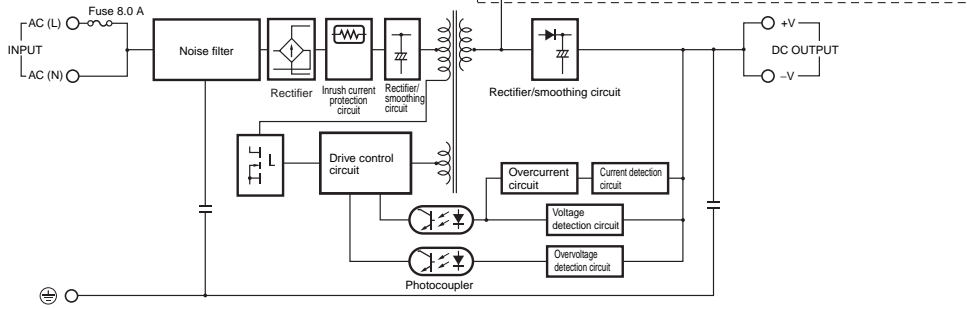 Fuse 8.0 A
AC (L)
INPUT
AC (N)
Noise filter
Rectifier
Inrush current
protection
circuit
Rectifier/
smoothing
circuit
Rectifier/smoothing circuit
+V
DC OUTPUT
–V
Drive control
circuit
Overcurrent
circuit
Current detection
circuit
Voltage
detection circuit
Overvoltage
detection circuit
Photocoupler